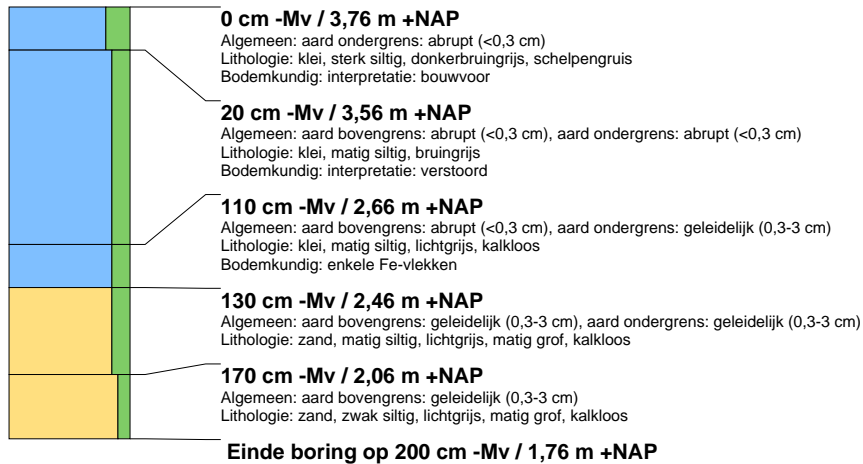 0 cm -Mv / 3,76 m +NAP
Algemeen: aard ondergrens: abrupt (<0,3 cm)
Lithologie: klei, sterk siltig, donkerbruingrijs, schelpengruis
Bodemkundig: interpretatie: bouwvoor
20 cm -Mv / 3,56 m +NAP
Algemeen: aard bovengrens: abrupt (<0,3 cm), aard ondergrens: abrupt (<0,3 cm)
Lithologie: klei, matig siltig, bruingrijs
Bodemkundig: interpretatie: verstoord
110 cm -Mv / 2,66 m +NAP
Algemeen: aard bovengrens: abrupt (<0,3 cm), aard ondergrens: geleidelijk (0,3-3 cm)
Lithologie: klei, matig siltig, lichtgrijs, kalkloos
Bodemkundig: enkele Fe-vlekken
130 cm -Mv / 2,46 m +NAP
Algemeen: aard bovengrens: geleidelijk (0,3-3 cm), aard ondergrens: geleidelijk (0,3-3 cm)
Lithologie: zand, matig siltig, lichtgrijs, matig grof, kalkloos
170 cm -Mv / 2,06 m +NAP
Algemeen: aard bovengrens: geleidelijk (0,3-3 cm)
Lithologie: zand, zwak siltig, lichtgrijs, matig grof, kalkloos
Einde boring op 200 cm -Mv / 1,76 m +NAP